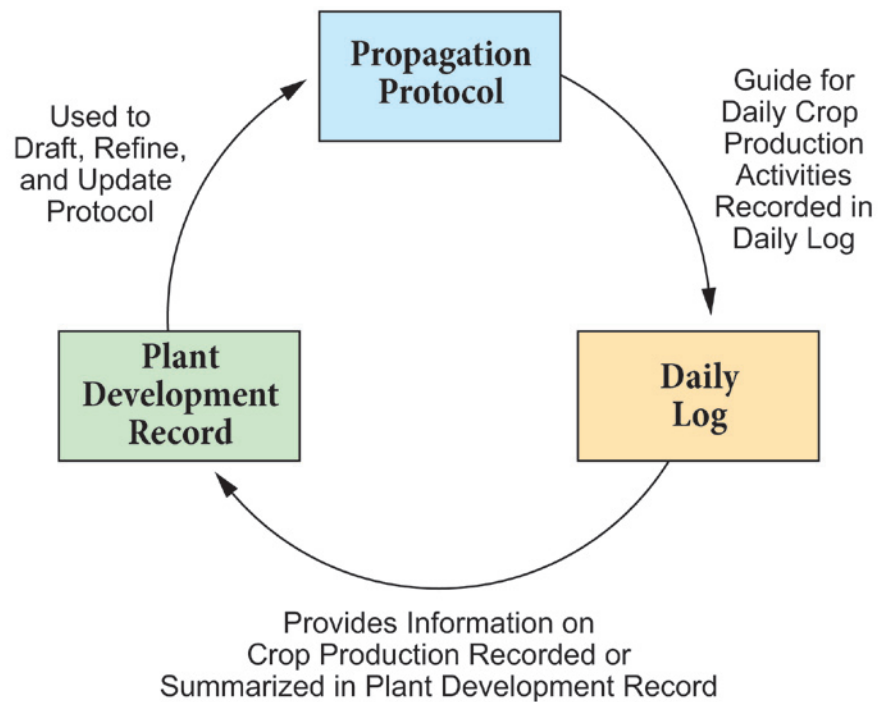 Propagation
Protocol
Guide for
Daily Crop
Production
Activities
Recorded in
Daily Log
Daily
Log
Provides Information on
Crop Production Recorded or
Summarized in Plant Development Record
Plant
Development
Record
Used to
Draft, Refine,
and Update
Protocol